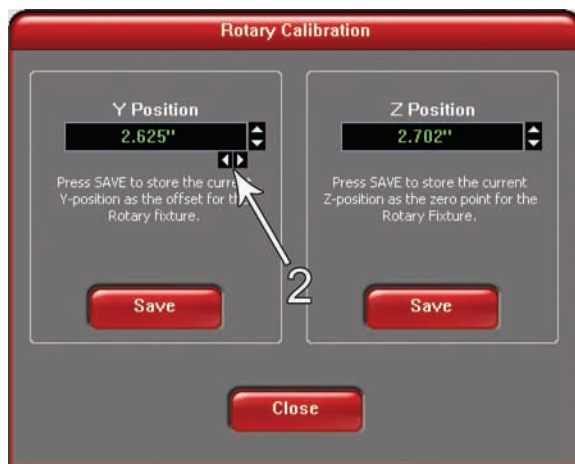 Rotary Calibration
Y Position
2.625"
Press SAVE to store the current
Y-position as the offset for the
Rotary fixture.
Save
2
Z Position
2.702"
Press SAVE to store the current
Z-position as the zero point for the
Rotary Fixture.
Save
Close